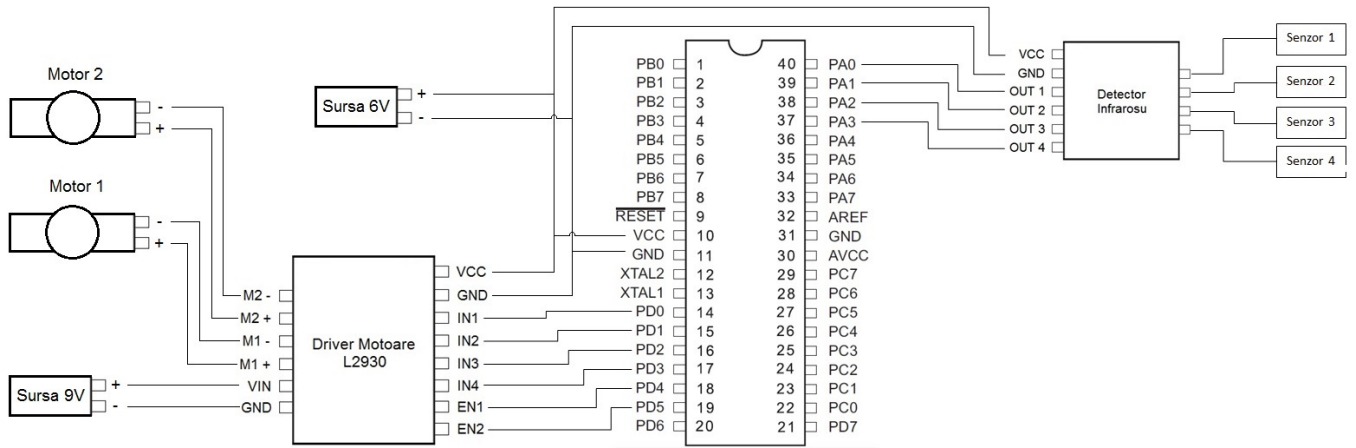 Motor 2
-
+
Motor 1
-
+
Sursa 6V
+
-
Sursa 9V
+
-
M2 -
M2 +
M1 -
M1 +
VIN
GND
Driver Motoare
L2930
VCC
GND
IN1
IN2
IN3
IN4
EN1
EN2
PB0 1 40 PA0
PB1 2 39 PA1
PB2 3 38 PA2
PB3 4 37 PA3
PB4 5 36 PA4
PB5 6 35 PA5
PB6 7 34 PA6
PB7 8 33 PA7
RESET 9 32 AREF
VCC 10 31 GND
GND 11 30 AVCC
XTAL2 12 29 PC7
XTAL1 13 28 PC6
PD0 14 27 PC5
PD1 15 26 PC4
PD2 16 25 PC3
PD3 17 24 PC2
PD4 18 23 PC1
PD5 19 22 PC0
PD6 20 21 PD7
VCC
GND
OUT 1
OUT 2
OUT 3
OUT 4
Detector
Infrarosu
Senzor 1
Senzor 2
Senzor 3
Senzor 4